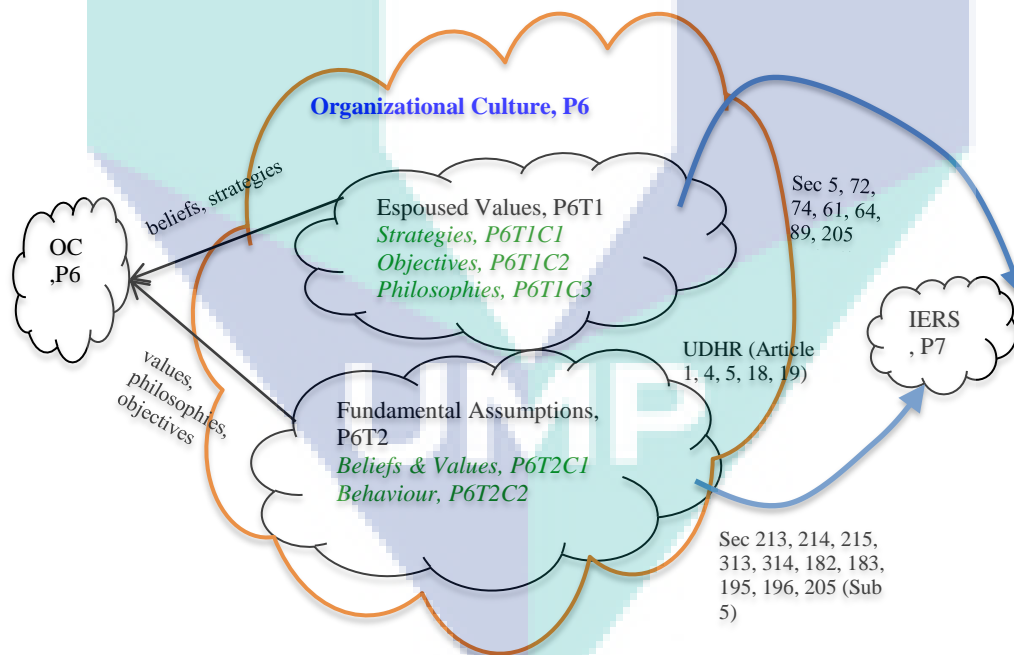 Organizational Culture, P6
beliefs, strategies
Espoused Values, P6T1
Strategies, P6T1C1
Objectives, P6T1C2
Philosophies, P6T1C3
Sec 5, 72,
74, 61, 64,
89, 205
OC
,P6
IERS
, P7
UDHR (Article
1, 4, 5, 18, 19)
values,
philosophies,
objectives
Fundamental Assumptions,
P6T2
Beliefs & Values, P6T2C1
Behaviour, P6T2C2
UMP
Sec 213, 214, 215,
313, 314, 182, 183,
195, 196, 205 (Sub
5)